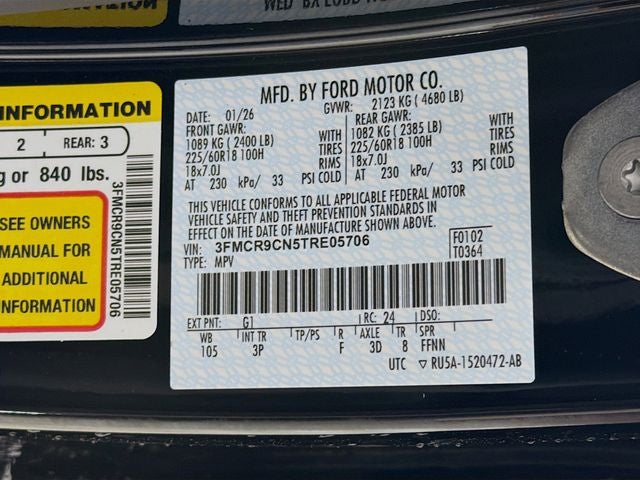 INFORMATION
2 REAR: 3
g or 840 lbs.
SEE OWNERS
MANUAL FOR
ADDITIONAL
INFORMATION
3FMCR9CN5TRE05706
MFD. BY FORD MOTOR CO.
DATE: 01/26 GVWR: 2123 KG ( 4680 LB)
FRONT GAWR: REAR GAWR:
1089 KG ( 2400 LB) WITH 1082 KG ( 2385 LB) WITH
225/60R18 100H TIRES 225/60R18 100H TIRES
18x7.0J RIMS 18x7.0J RIMS
AT 230 kPa/ 33 PSI COLD AT 230 kPa/ 33 PSI COLD
THIS VEHICLE CONFORMS TO ALL APPLICABLE FEDERAL MOTOR
VEHICLE SAFETY AND THEFT PREVENTION STANDARDS IN
EFFECT ON THE DATE OF MANUFACTURE SHOWN ABOVE.
VIN: 3FMCR9CN5TRE05706 F0102
TYPE: MPV T0364
EXT PNT: G1 RC: 24 DSO:
WB INT TR TP/PS R AXLE TR SPR
105 3P F 3D 8 FFNN
UTC ▽ RU5A-1520472-AB